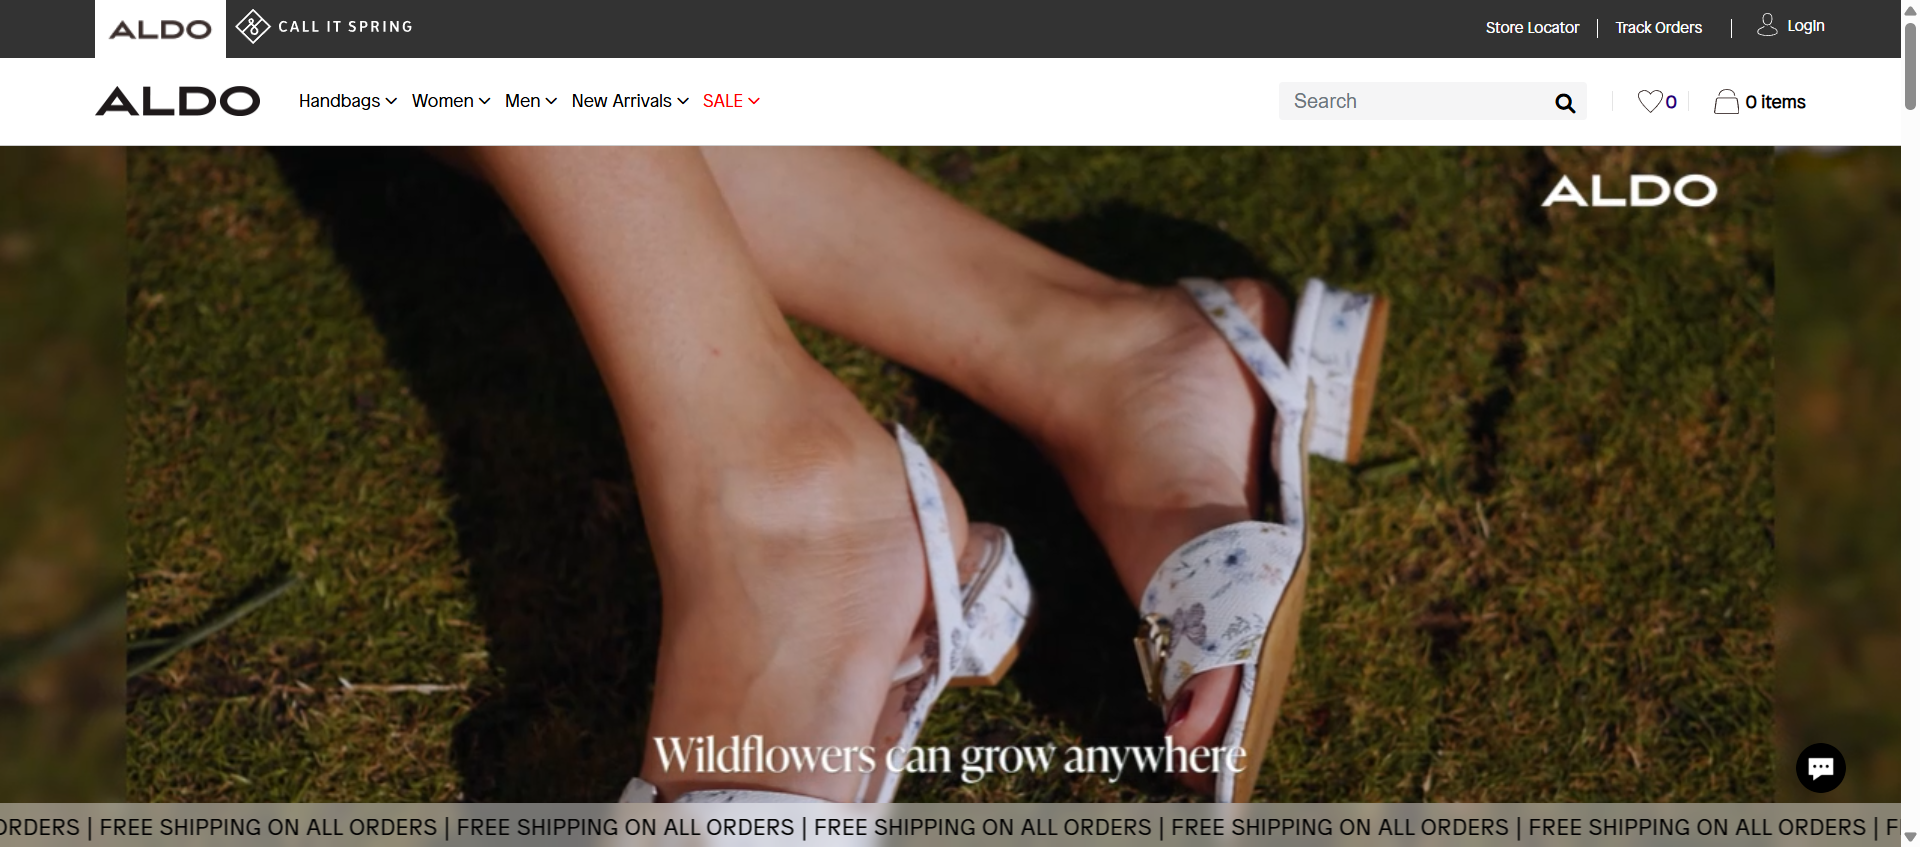 ALDO CALL IT SPRING Store Locator Track Orders Login
ALDO Handbags Women Men New Arrivals SALE Search 0 0 items
ALDO
Wildflowers can grow anywhere
ORDERS | FREE SHIPPING ON ALL ORDERS | FREE SHIPPING ON ALL ORDERS | FREE SHIPPING ON ALL ORDERS | FREE SHIPPING ON ALL ORDERS | FREE SHIPPING ON ALL ORDERS | F